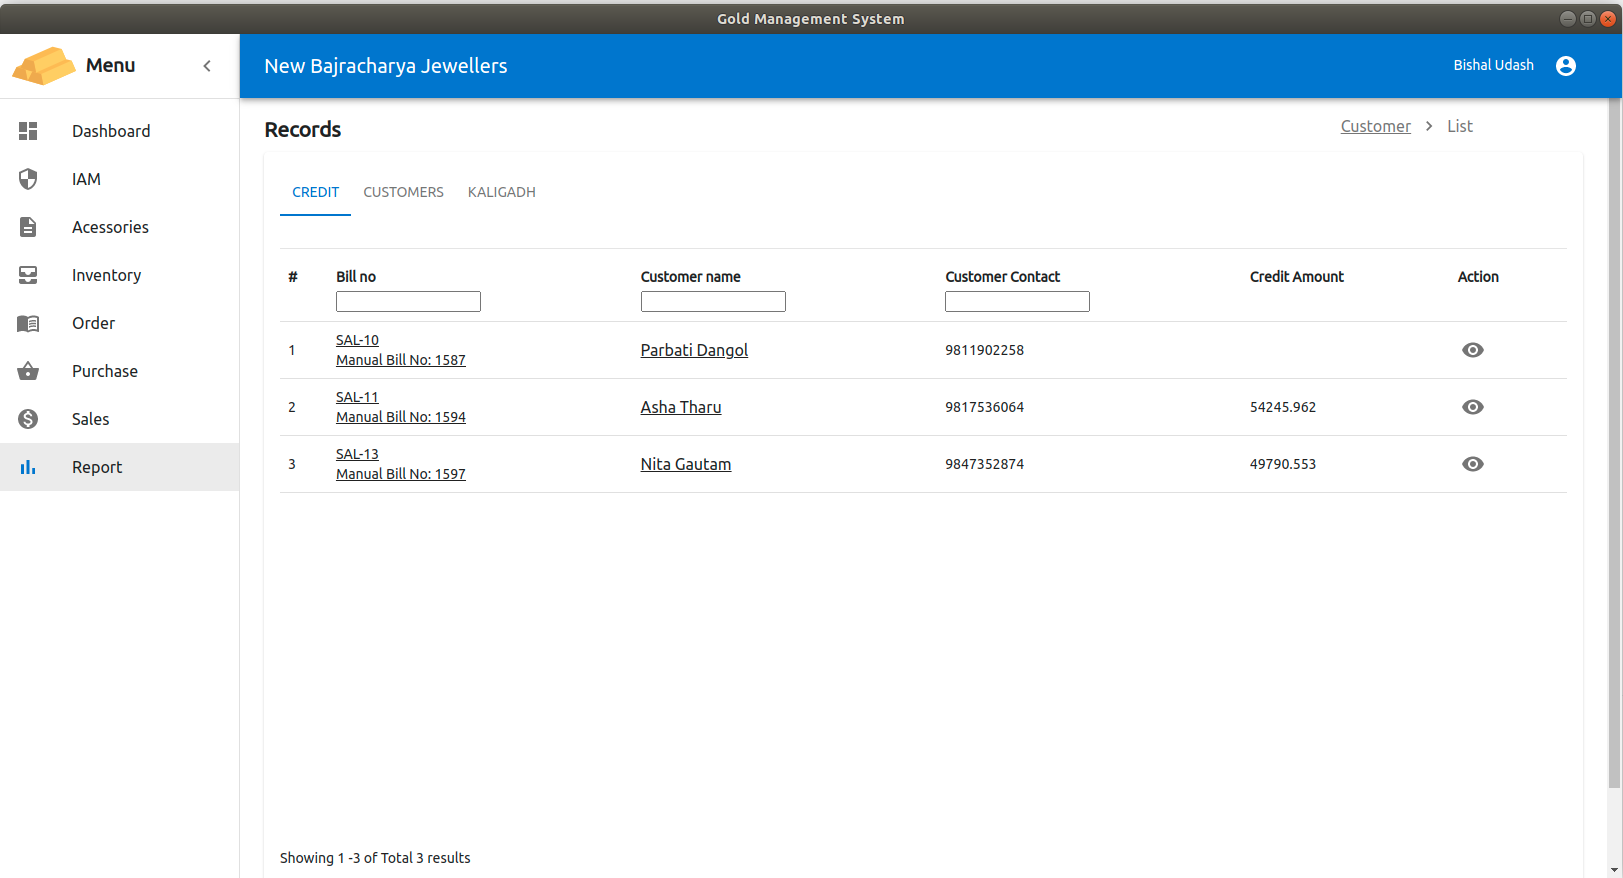 Gold Management System
Menu
New Bajracharya Jewellers
Bishal Udash
Dashboard
IAM
Acessories
Inventory
Order
Purchase
Sales
Report
Records
Customer > List
CREDIT CUSTOMERS KALIGADH
# Bill no Customer name Customer Contact Credit Amount Action
1 SAL-10 Parbati Dangol 9811902258
Manual Bill No: 1587
2 SAL-11 Asha Tharu 9817536064 54245.962
Manual Bill No: 1594
3 SAL-13 Nita Gautam 9847352874 49790.553
Manual Bill No: 1597
Showing 1 -3 of Total 3 results